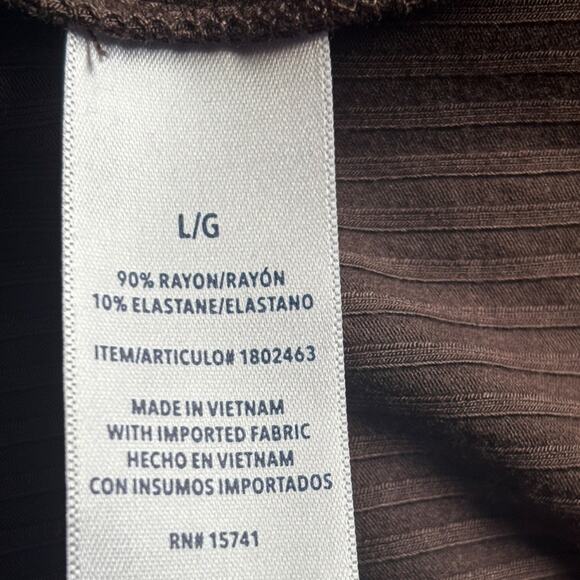 L/G
90% RAYON/RAYÓN
10% ELASTANE/ELASTANO
ITEM/ARTICULO# 1802463
MADE IN VIETNAM
WITH IMPORTED FABRIC
HECHO EN VIETNAM
CON INSUMOS IMPORTADOS
RN# 15741